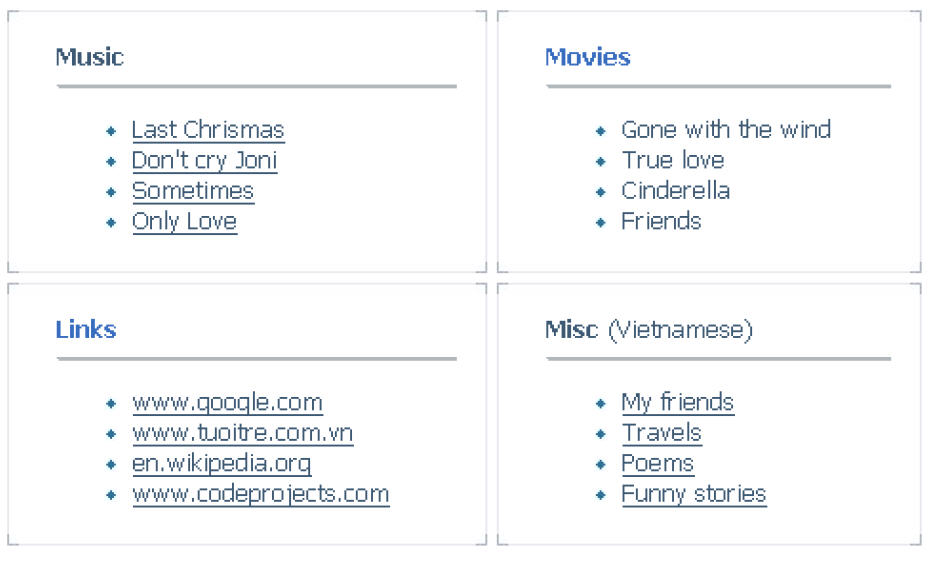 Music
Last Chrismas
Don't cry Joni
Sometimes
Only Love
Movies
Gone with the wind
True love
Cinderella
Friends
Links
www.google.com
www.tuoitre.com.vn
en.wikipedia.org
www.codeprojects.com
Misc (Vietnamese)
My friends
Travels
Poems
Funny stories